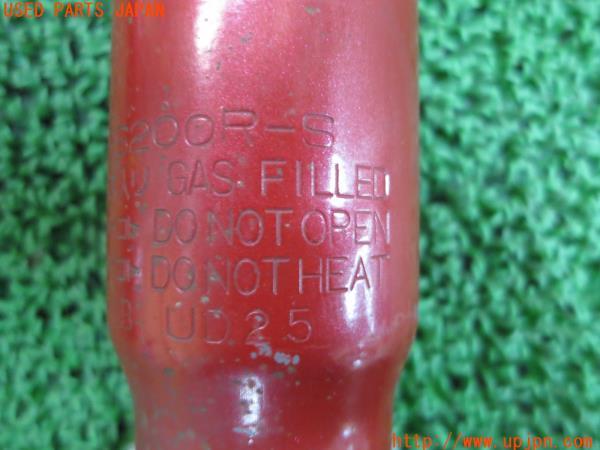 USED PARTS JAPAN
200R-S
GAS FILLED
DO NOT OPEN
DO NOT HEAT
UD25
http://www.upjpn.com/